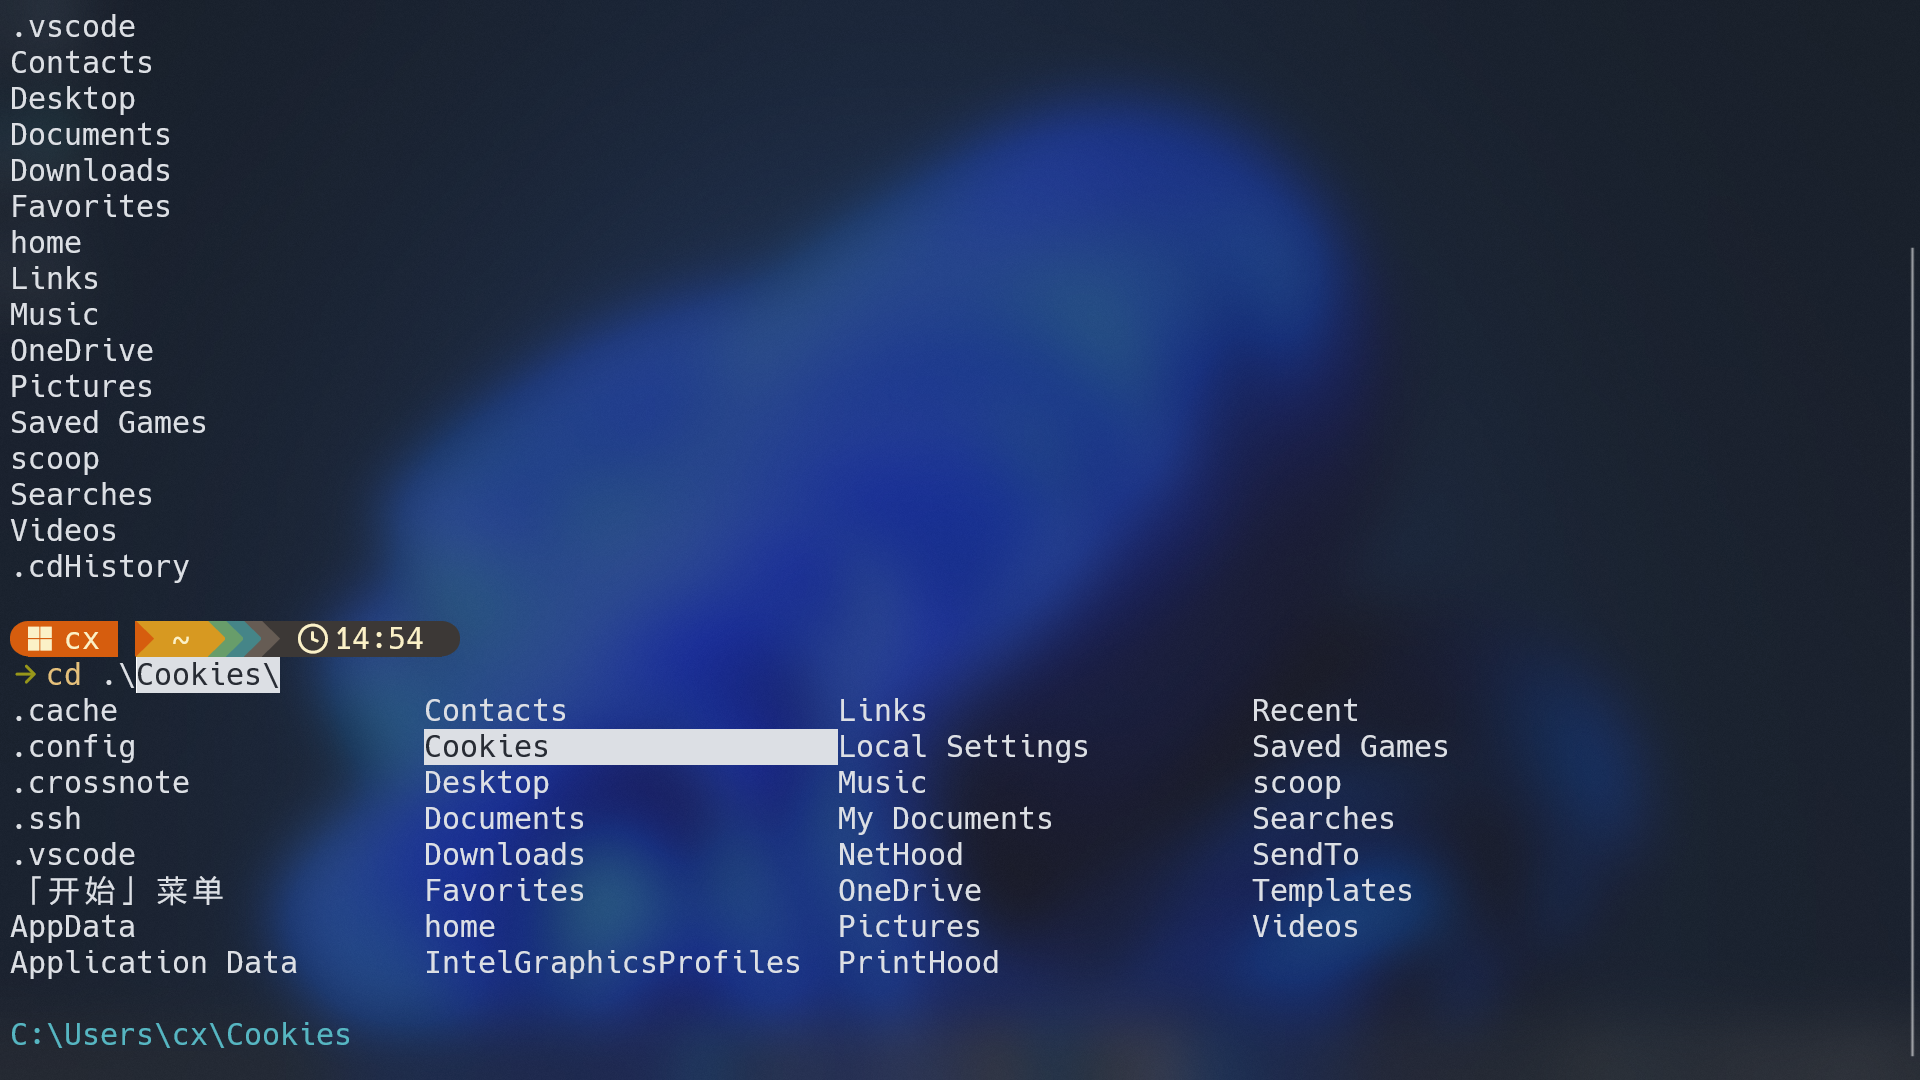 .vscode
Contacts
Desktop
Documents
Downloads
Favorites
home
Links
Music
OneDrive
Pictures
Saved Games
scoop
Searches
Videos
.cdHistory
cx ~ 14:54
→ cd .\Cookies\
.cache Contacts Links Recent
.config Cookies Local Settings Saved Games
.crossnote Desktop Music scoop
.ssh Documents My Documents Searches
.vscode Downloads NetHood SendTo
「开始」菜单 Favorites OneDrive Templates
AppData home Pictures Videos
Application Data IntelGraphicsProfiles PrintHood
C:\Users\cx\Cookies